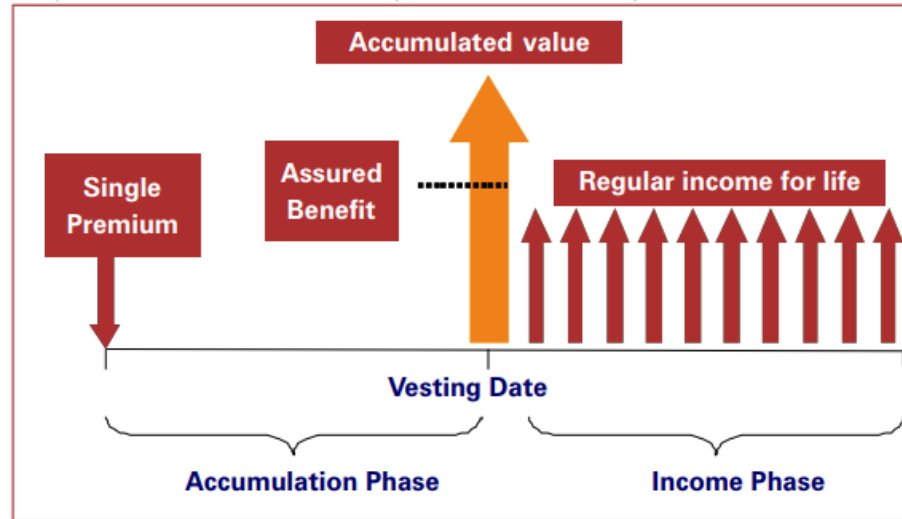 Accumulated value
Single
Premium
Assured
Benefit
Regular income for life
Vesting Date
Accumulation Phase
Income Phase